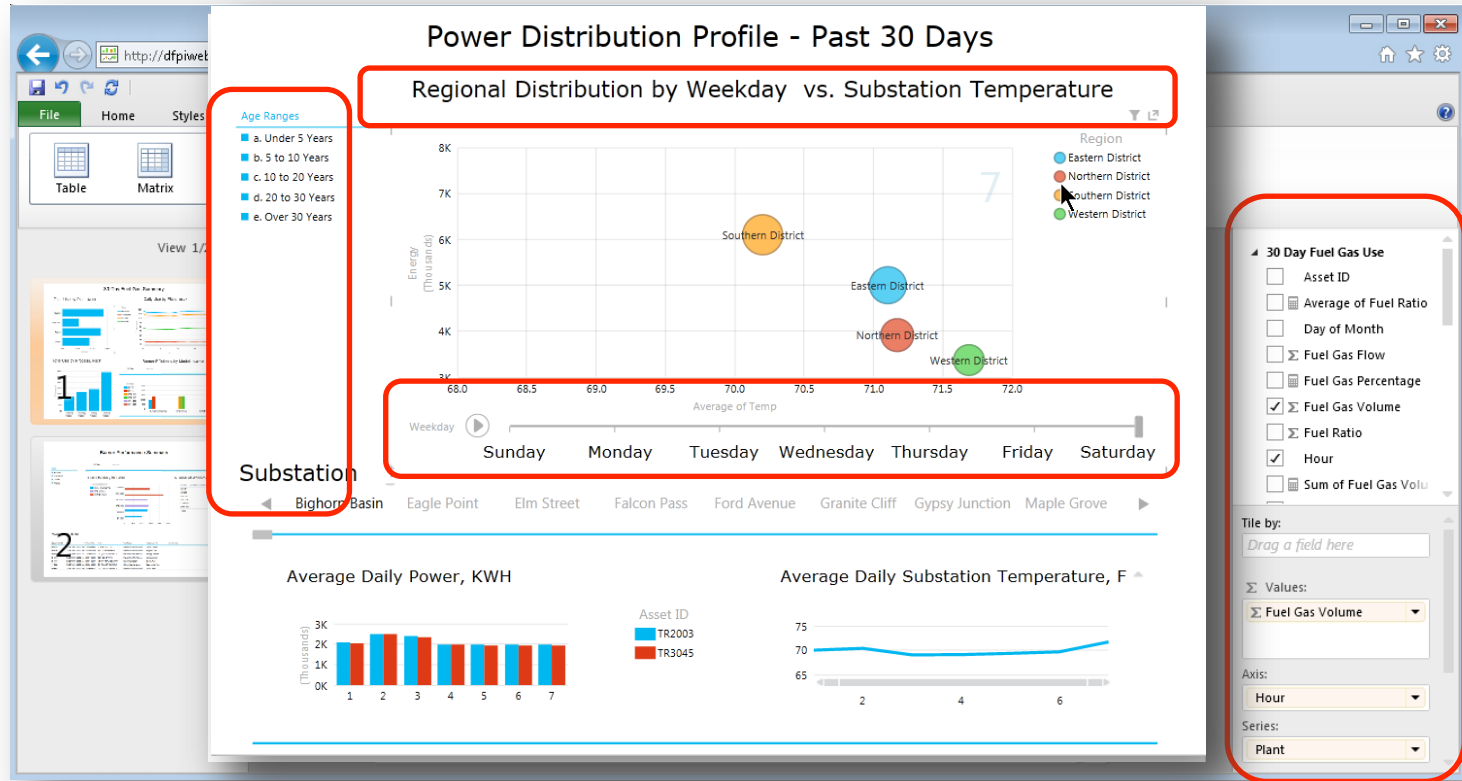 Power Distribution Profile - Past 30 Days
http://dfpiweb
File Home Styles
Table Matrix
View 1/2
1
2
Regional Distribution by Weekday vs. Substation Temperature
Age Ranges
a. Under 5 Years
b. 5 to 10 Years
c. 10 to 20 Years
d. 20 to 30 Years
e. Over 30 Years
Energy
(Thousands)
8K
7K
6K
5K
4K
3K
7
Southern District
Eastern District
Northern District
Western District
68.0 68.5 69.0 69.5 70.0 70.5 71.0 71.5 72.0
Average of Temp
Region
Eastern District
Northern District
Southern District
Western District
Weekday
Sunday Monday Tuesday Wednesday Thursday Friday Saturday
Substation
Bighorn Basin Eagle Point Elm Street Falcon Pass Ford Avenue Granite Cliff Gypsy Junction Maple Grove
Average Daily Power, KWH
(Thousands)
3K
2K
1K
0K
1 2 3 4 5 6 7
Asset ID
TR2003
TR3045
Average Daily Substation Temperature, F
75
70
65
2 4 6
30 Day Fuel Gas Use
Asset ID
Average of Fuel Ratio
Day of Month
Σ Fuel Gas Flow
Fuel Gas Percentage
Σ Fuel Gas Volume
Σ Fuel Ratio
Hour
Sum of Fuel Gas Volu
Tile by:
Drag a field here
Σ Values:
Σ Fuel Gas Volume
Axis:
Hour
Series:
Plant